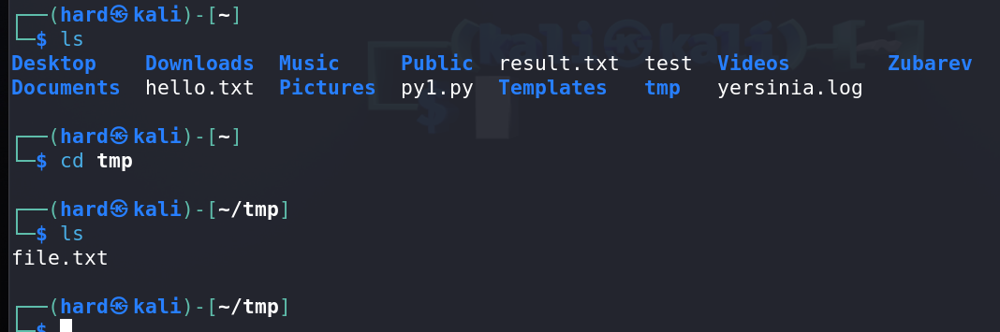 ┌──(hard㉿kali)-[~]
└─$ ls
Desktop    Downloads  Music     Public  result.txt  test  Videos        Zubarev
Documents  hello.txt  Pictures  py1.py  Templates   tmp   yersinia.log
┌──(hard㉿kali)-[~]
└─$ cd tmp
┌──(hard㉿kali)-[~/tmp]
└─$ ls
file.txt
┌──(hard㉿kali)-[~/tmp]
└─$